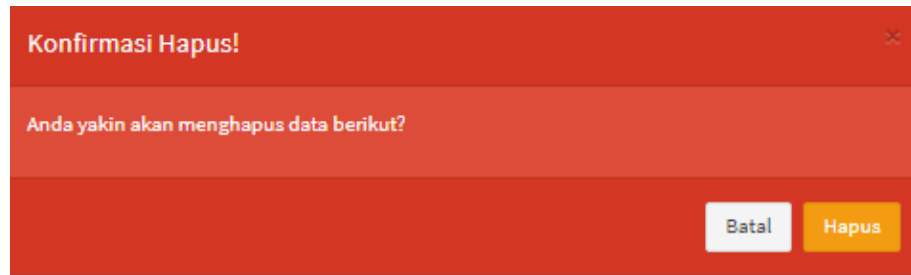 Konfirmasi Hapus!
×
Anda yakin akan menghapus data berikut?
Batal
Hapus